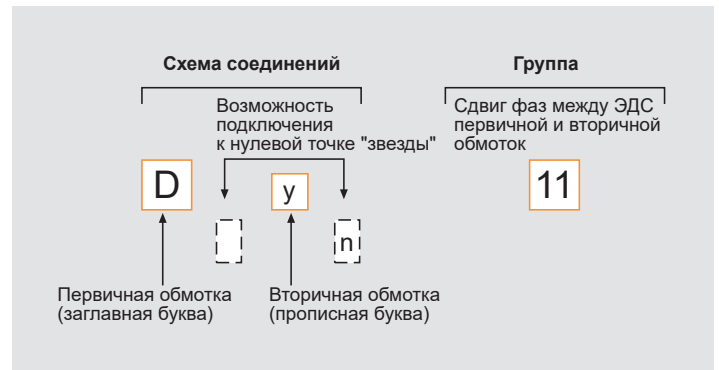 Схема соединений
Группа
Возможность
подключения
к нулевой точке "звезды"
Сдвиг фаз между ЭДС
первичной и вторичной
обмоток
D
y
n
11
Первичная обмотка
(заглавная буква)
Вторичная обмотка
(прописная буква)